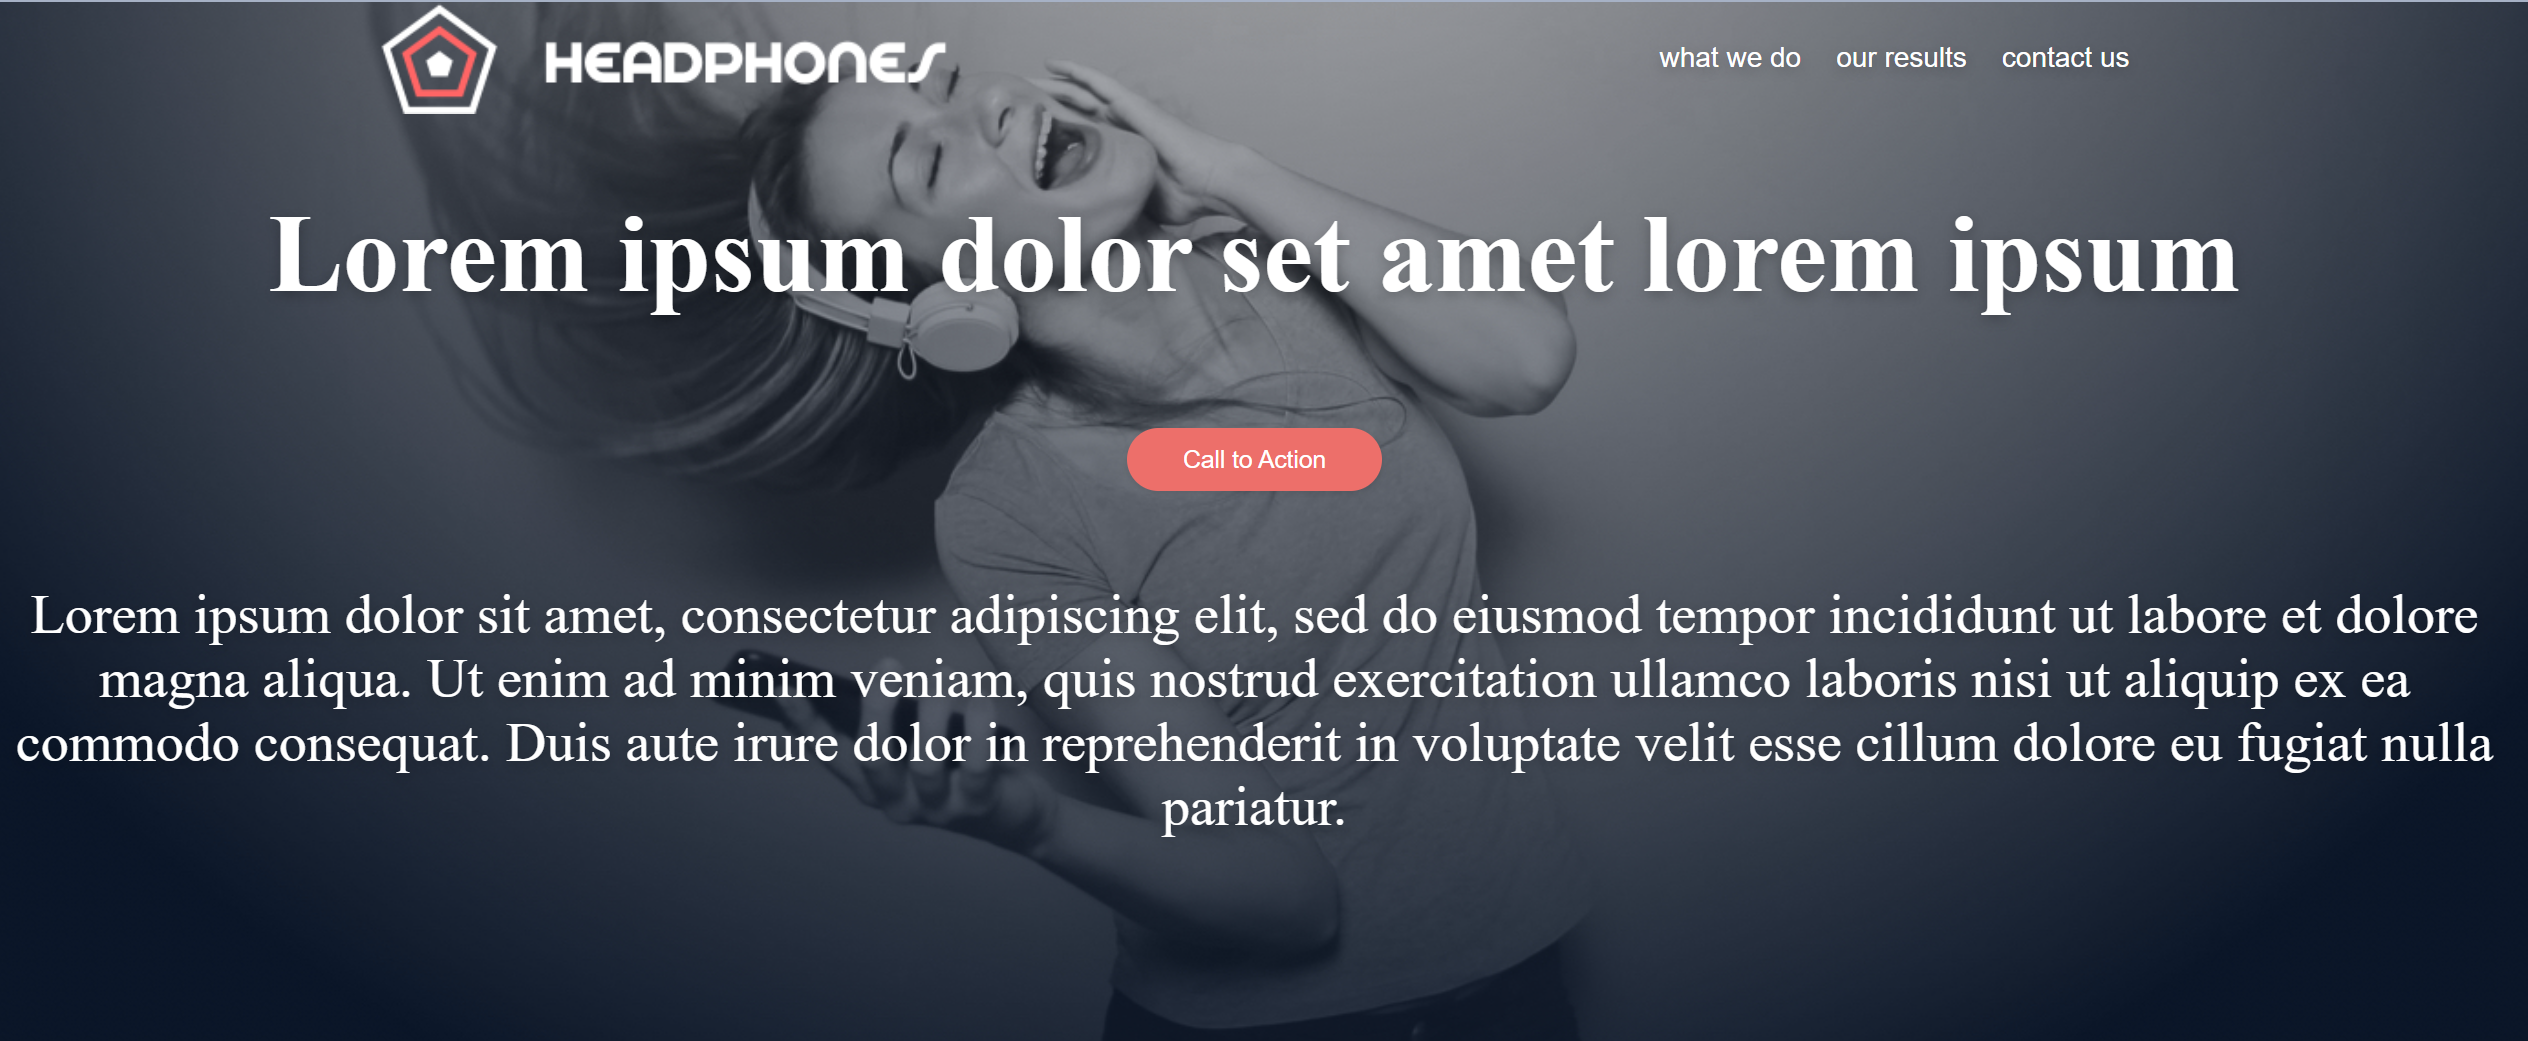 HEADPHONES
what we do our results contact us
Lorem ipsum dolor set amet lorem ipsum
Call to Action
Lorem ipsum dolor sit amet, consectetur adipiscing elit, sed do eiusmod tempor incididunt ut labore et dolore
magna aliqua. Ut enim ad minim veniam, quis nostrud exercitation ullamco laboris nisi ut aliquip ex ea
commodo consequat. Duis aute irure dolor in reprehenderit in voluptate velit esse cillum dolore eu fugiat nulla
pariatur.